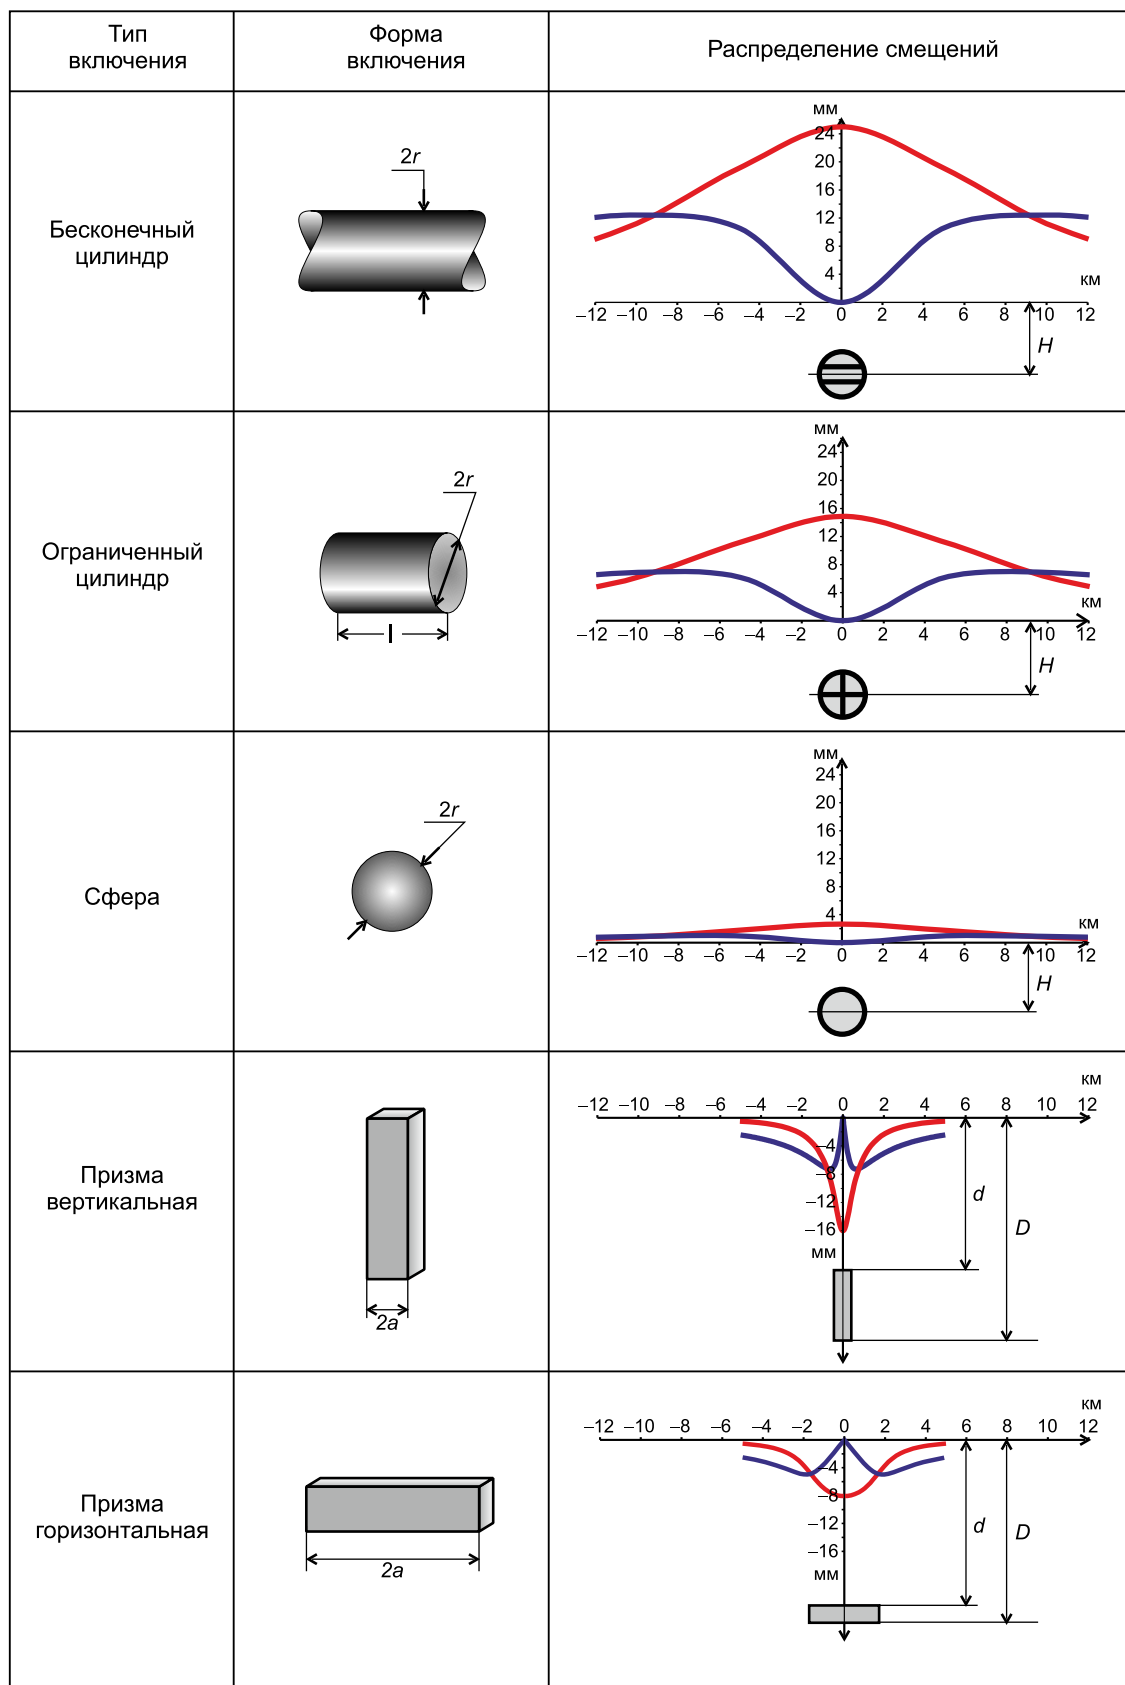 Тип
включения
Форма
включения
Распределение смещений
Бесконечный
цилиндр
2r
мм
24
20
16
12
8
4
км
–12 –10 –8 –6 –4 –2 0 2 4 6 8 10 12
H
Ограниченный
цилиндр
2r
l
мм
24
20
16
12
8
4
км
–12 –10 –8 –6 –4 –2 0 2 4 6 8 10 12
H
Сфера
2r
мм
24
20
16
12
8
4
км
–12 –10 –8 –6 –4 –2 0 2 4 6 8 10 12
H
Призма
вертикальная
2a
км
–12 –10 –8 –6 –4 –2 0 2 4 6 8 10 12
–4
–8
–12
–16
мм
d
D
Призма
горизонтальная
2a
км
–12 –10 –8 –6 –4 –2 0 2 4 6 8 10 12
–4
–8
–12
–16
мм
d
D